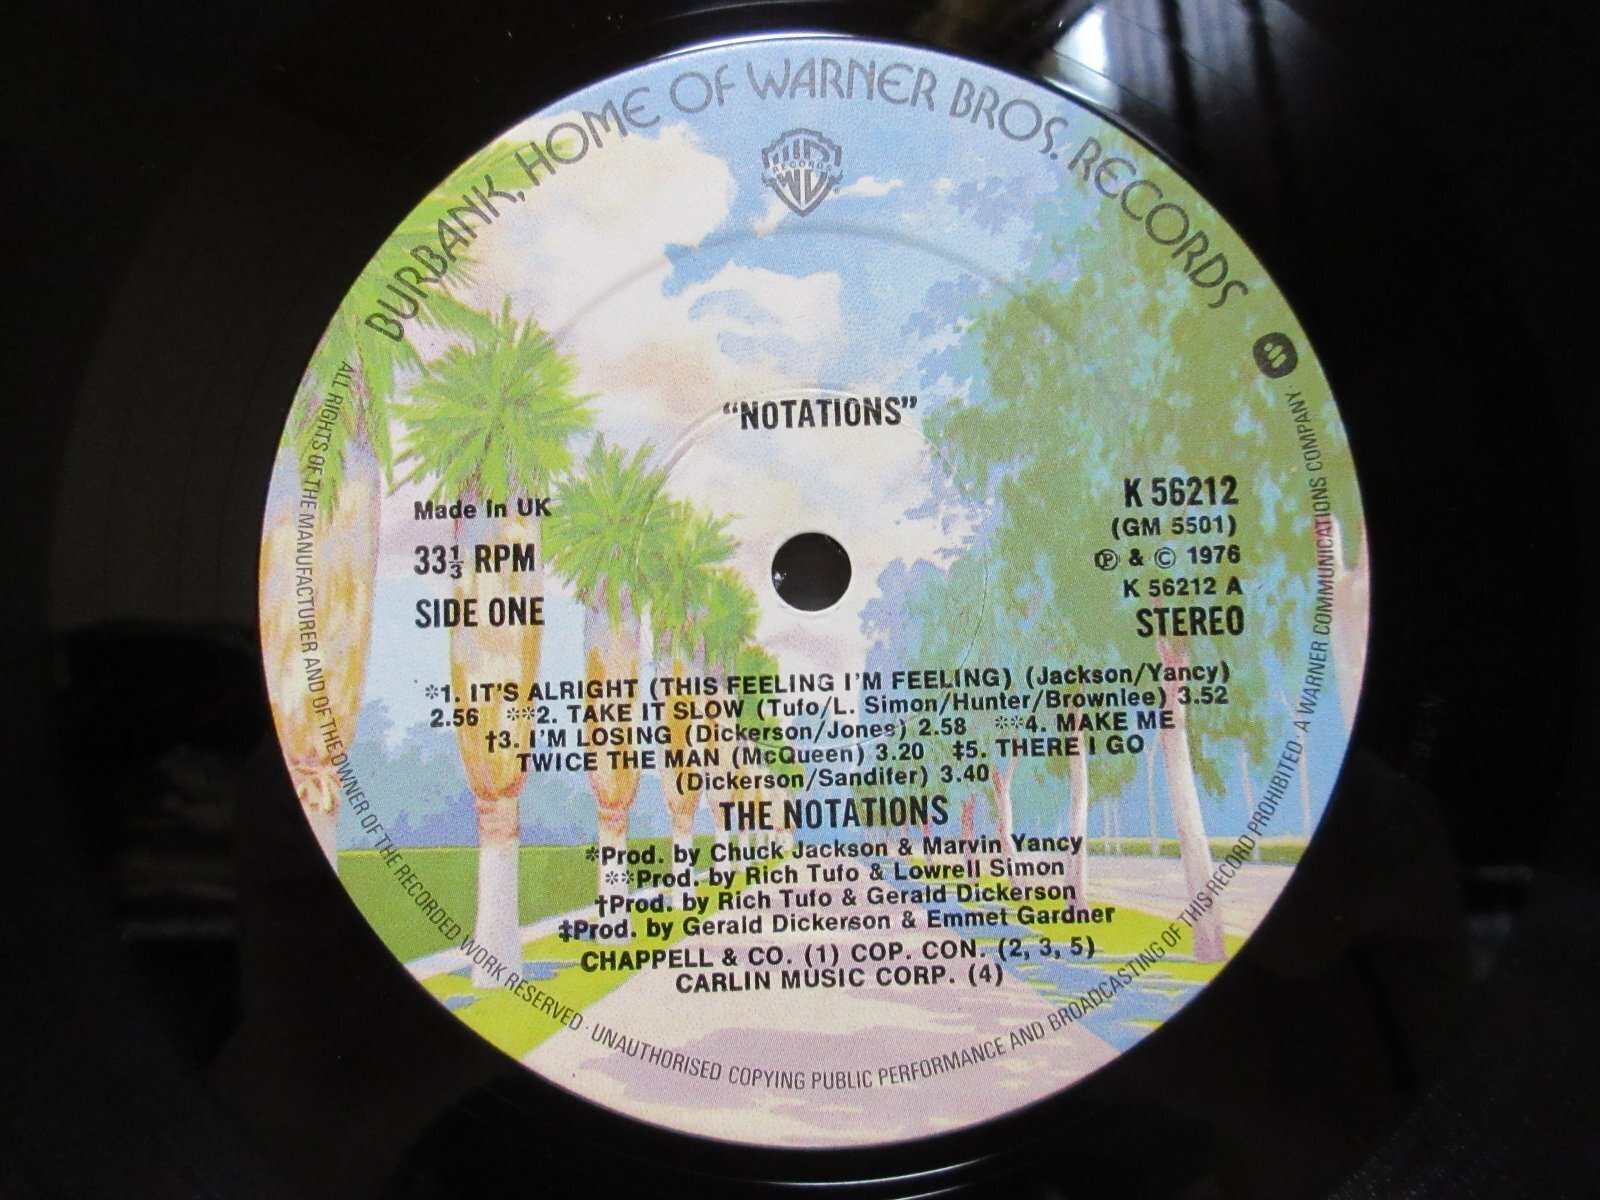 BURBANK, HOME OF WARNER BROS. RECORDS
RECORDS
"NOTATIONS"
Made in UK
33⅓ RPM
SIDE ONE
K 56212
(GM 5501)
℗ & © 1976
K 56212 A
STEREO
*1. IT'S ALRIGHT (THIS FEELING I'M FEELING) (Jackson/Yancy)
2.56 **2. TAKE IT SLOW (Tufo/L. Simon/Hunter/Brownlee) 3.52
†3. I'M LOSING (Dickerson/Jones) 2.58 **4. MAKE ME
TWICE THE MAN (McQueen) 3.20 ‡5. THERE I GO
(Dickerson/Sandifer) 3.40
THE NOTATIONS
*Prod. by Chuck Jackson & Marvin Yancy
**Prod. by Rich Tufo & Lowrell Simon
†Prod. by Rich Tufo & Gerald Dickerson
‡Prod. by Gerald Dickerson & Emmet Gardner
CHAPPELL & CO. (1) COP. CON. (2, 3, 5)
CARLIN MUSIC CORP. (4)
ALL RIGHTS OF THE MANUFACTURER AND OF THE OWNER OF THE RECORDED WORK RESERVED · UNAUTHORISED COPYING PUBLIC PERFORMANCE AND BROADCASTING OF THIS RECORD PROHIBITED · A WARNER COMMUNICATIONS COMPANY ·